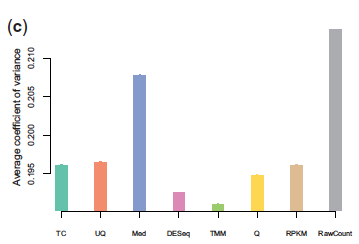 (c)
Average coefficient of variance
0.210
0.205
0.200
0.195
TC UQ Med DESeq TMM Q RPKM RawCount